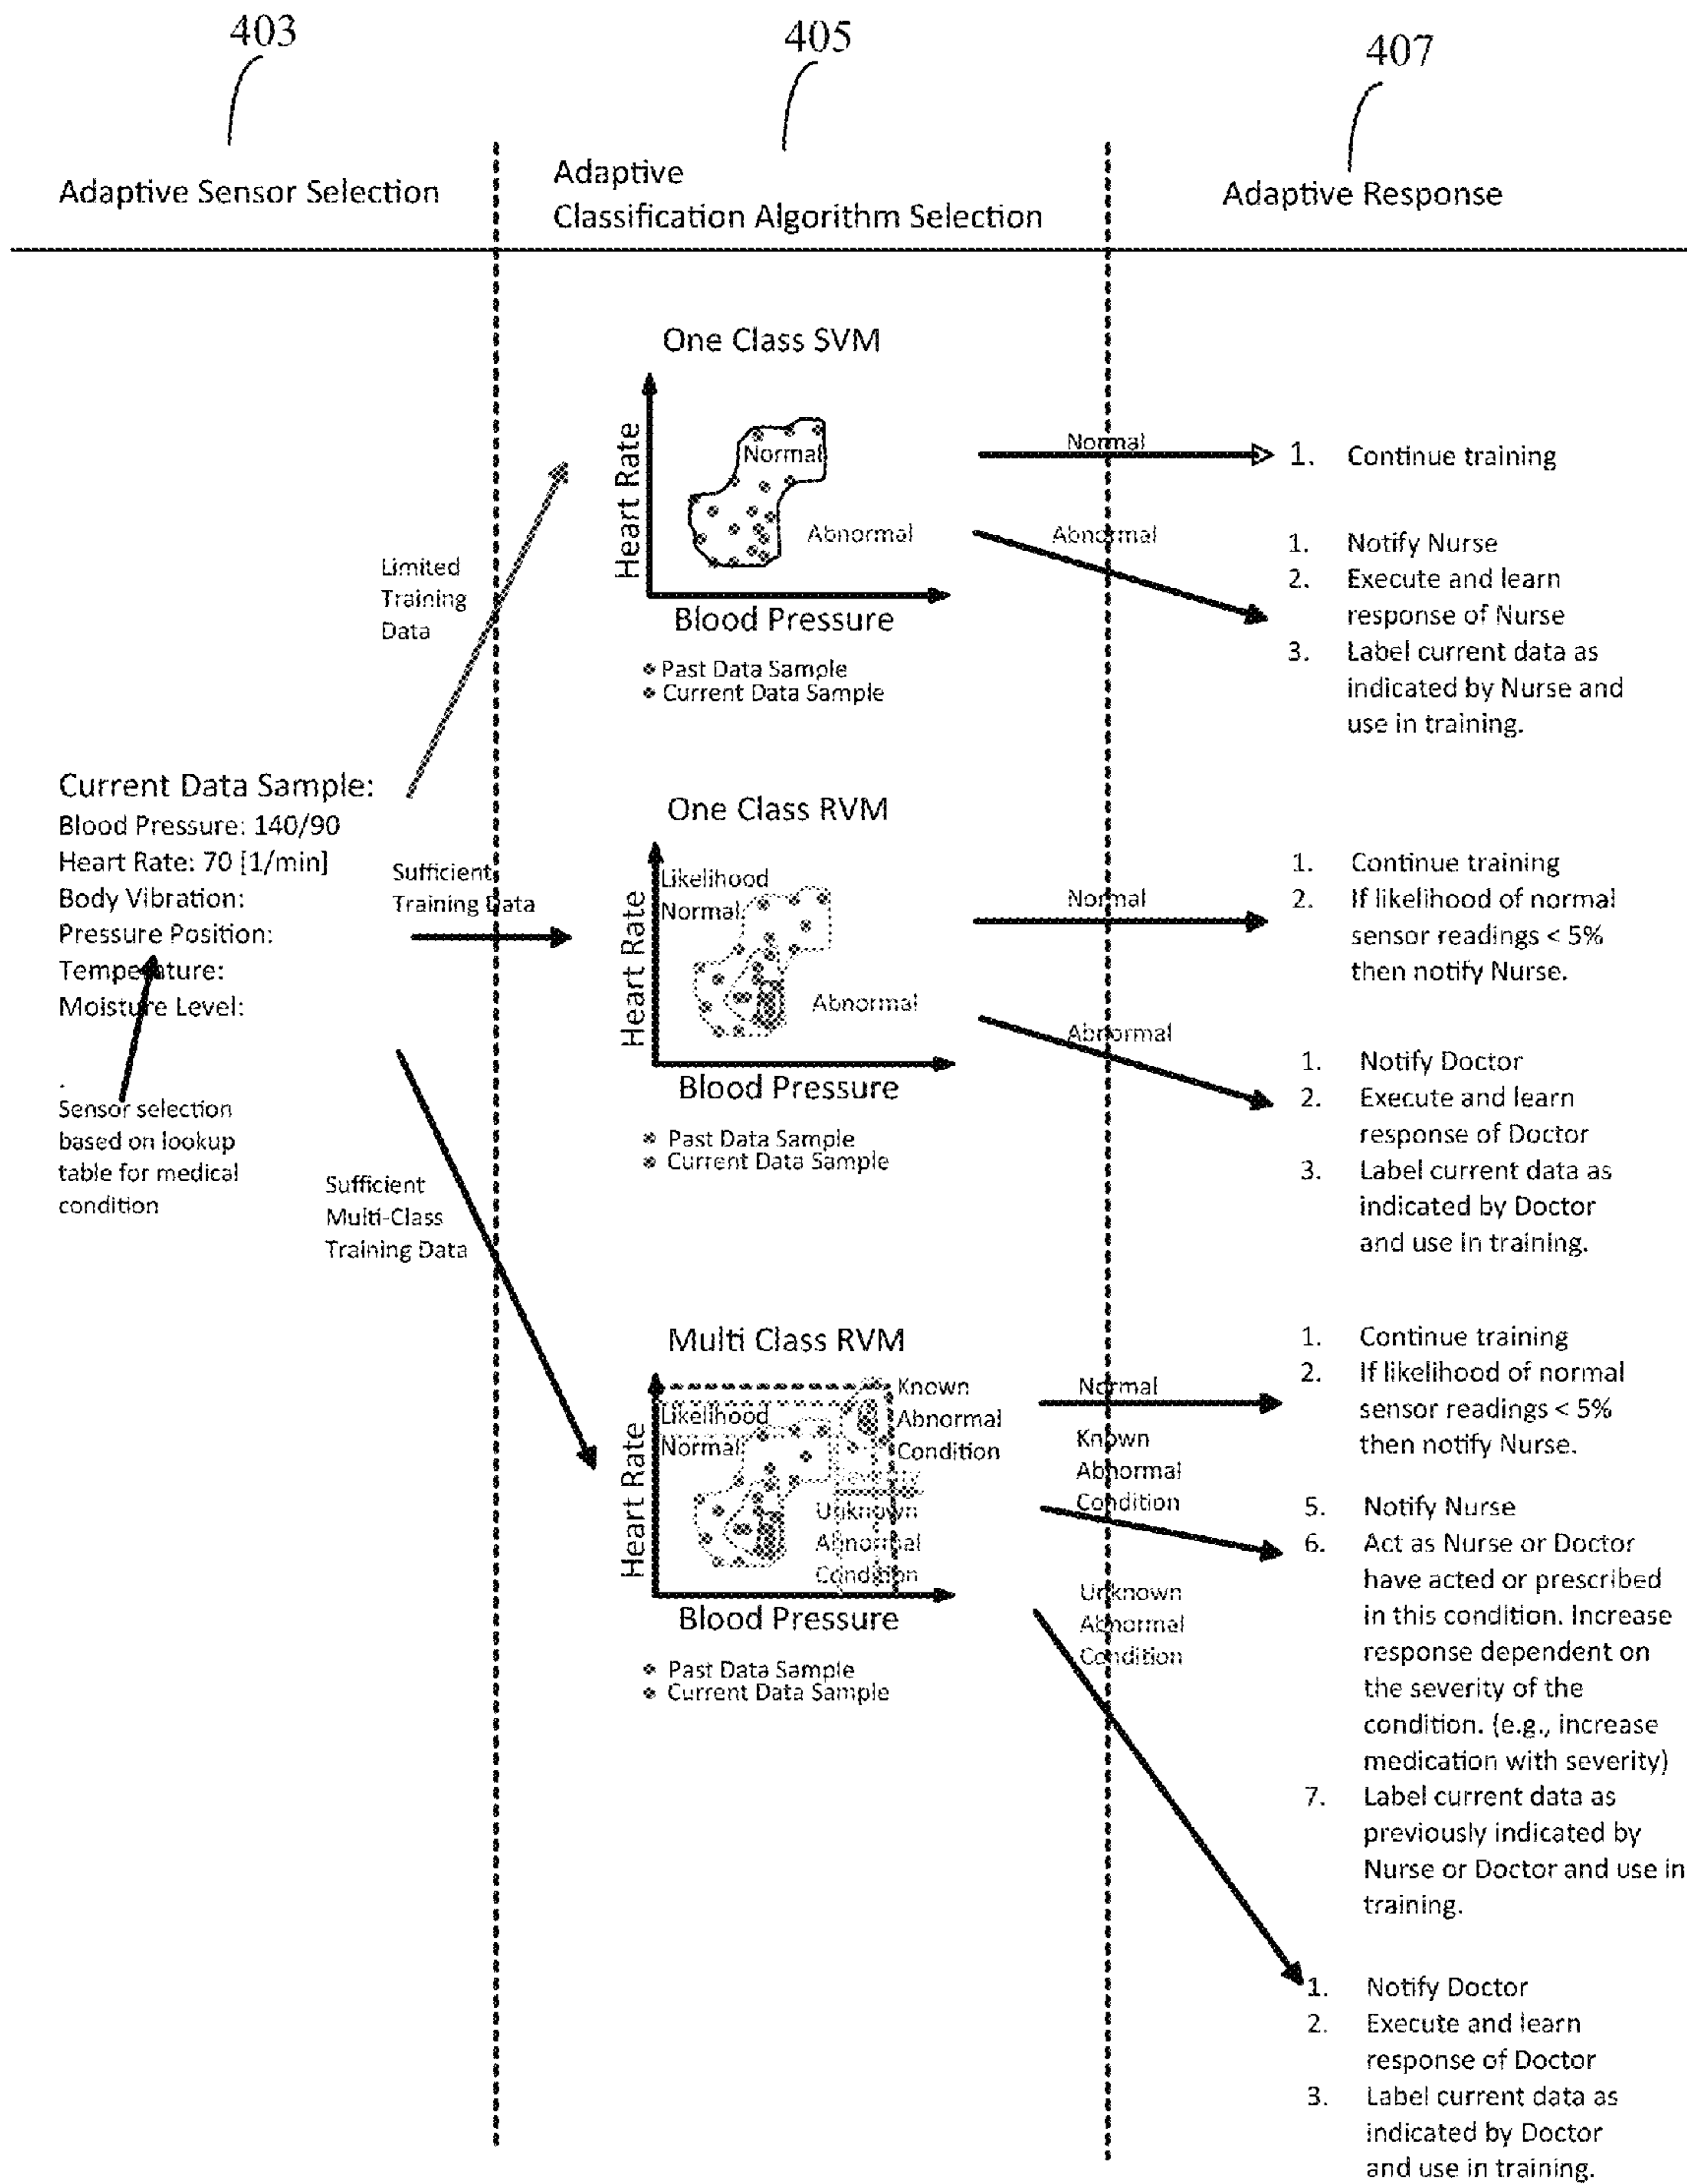 403
405
407
Adaptive Sensor Selection
Adaptive
Classification Algorithm Selection
Adaptive Response
Current Data Sample:
Blood Pressure: 140/90
Heart Rate: 70 [1/min]
Body Vibration:
Pressure Position:
Temperature:
Moisture Level:
.
Sensor selection
based on lookup
table for medical
condition
Limited
Training
Data
Sufficient
Training Data
Sufficient
Multi-Class
Training Data
One Class SVM
Heart Rate
Normal
Abnormal
Blood Pressure
Past Data Sample
Current Data Sample
Normal
Abnormal
1. Continue training
1. Notify Nurse
2. Execute and learn
response of Nurse
3. Label current data as
indicated by Nurse and
use in training.
One Class RVM
Heart Rate
Likelihood
Normal
Abnormal
Blood Pressure
Past Data Sample
Current Data Sample
Normal
Abnormal
1. Continue training
2. If likelihood of normal
sensor readings < 5%
then notify Nurse.
1. Notify Doctor
2. Execute and learn
response of Doctor
3. Label current data as
indicated by Doctor
and use in training.
Multi Class RVM
Heart Rate
Likelihood
Normal
Known
Abnormal
Condition
Severity
Unknown
Abnormal
Condition
Blood Pressure
Past Data Sample
Current Data Sample
Normal
Known
Abnormal
Condition
Unknown
Abnormal
Condition
1. Continue training
2. If likelihood of normal
sensor readings < 5%
then notify Nurse.
5. Notify Nurse
6. Act as Nurse or Doctor
have acted or prescribed
in this condition. Increase
response dependent on
the severity of the
condition. (e.g., increase
medication with severity)
7. Label current data as
previously indicated by
Nurse or Doctor and use in
training.
1. Notify Doctor
2. Execute and learn
response of Doctor
3. Label current data as
indicated by Doctor
and use in training.